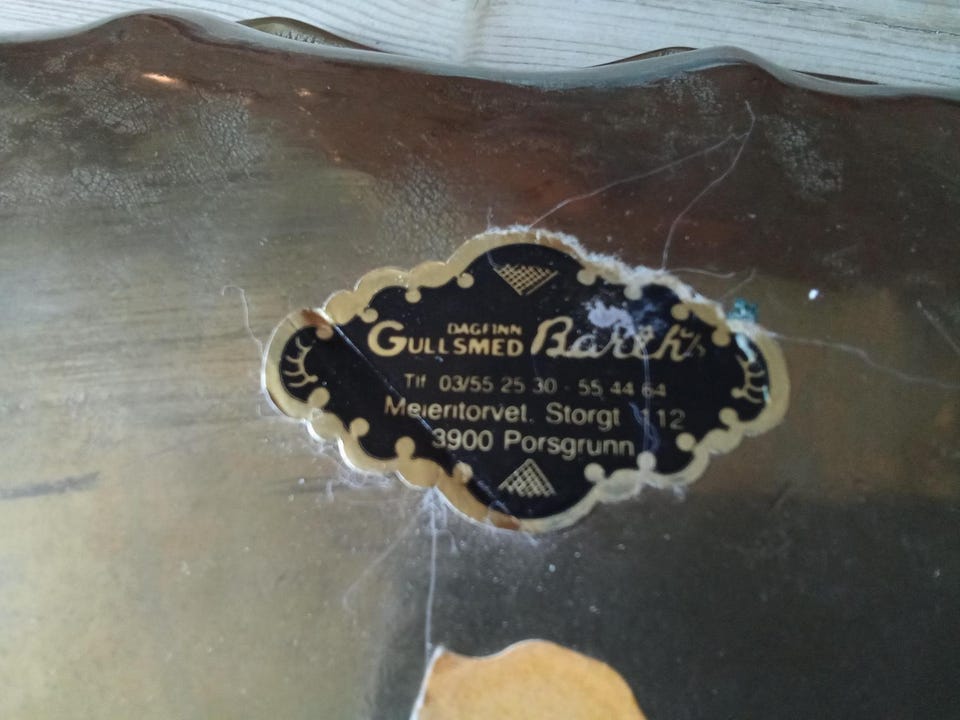 DAGFINN
GULLSMED Barth's
Tlf 03/55 25 30 - 55 44 64
Meieritorvet. Storgt 112
3900 Porsgrunn